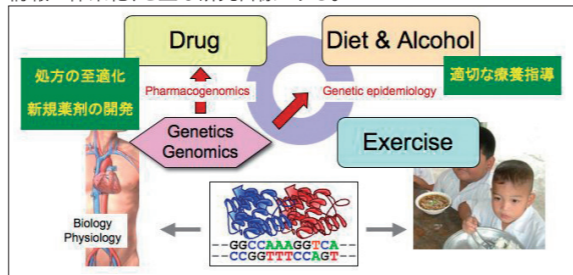 Drug
Diet & Alcohol
処方の至適化
新規薬剤の開発
Pharmacogenomics
Genetic epidemiology
適切な療養指導
Genetics
Genomics
Exercise
Biology
Physiology
--GGCCAAAGGTCA--
--CCGGTTTCCAGT--